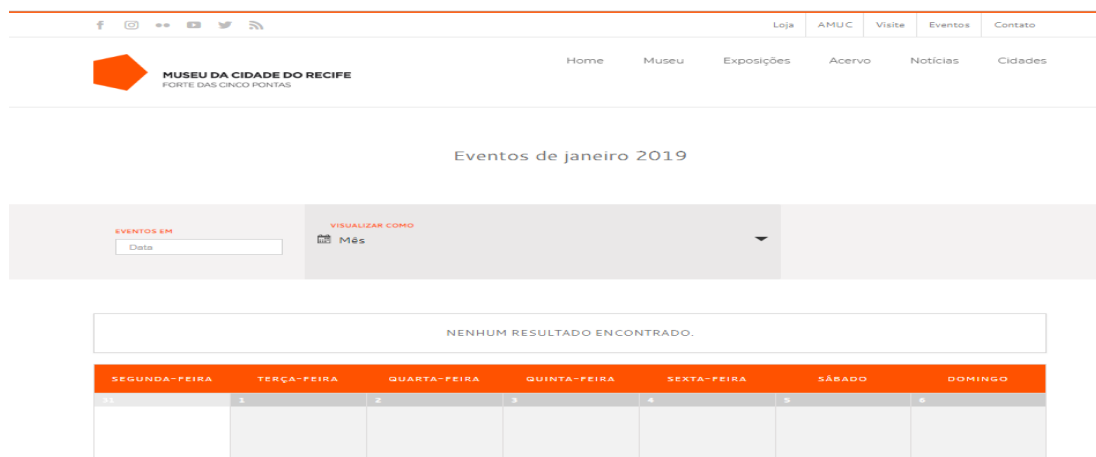 Loja AMUC Visite Eventos Contato
MUSEU DA CIDADE DO RECIFE
FORTE DAS CINCO PONTAS
Home Museu Exposições Acervo Notícias Cidades
Eventos de janeiro 2019
EVENTOS EM
Data
VISUALIZAR COMO
Mês
NENHUM RESULTADO ENCONTRADO.
SEGUNDA-FEIRA TERÇA-FEIRA QUARTA-FEIRA QUINTA-FEIRA SEXTA-FEIRA SÁBADO DOMINGO
31 1 2 3 4 5 6